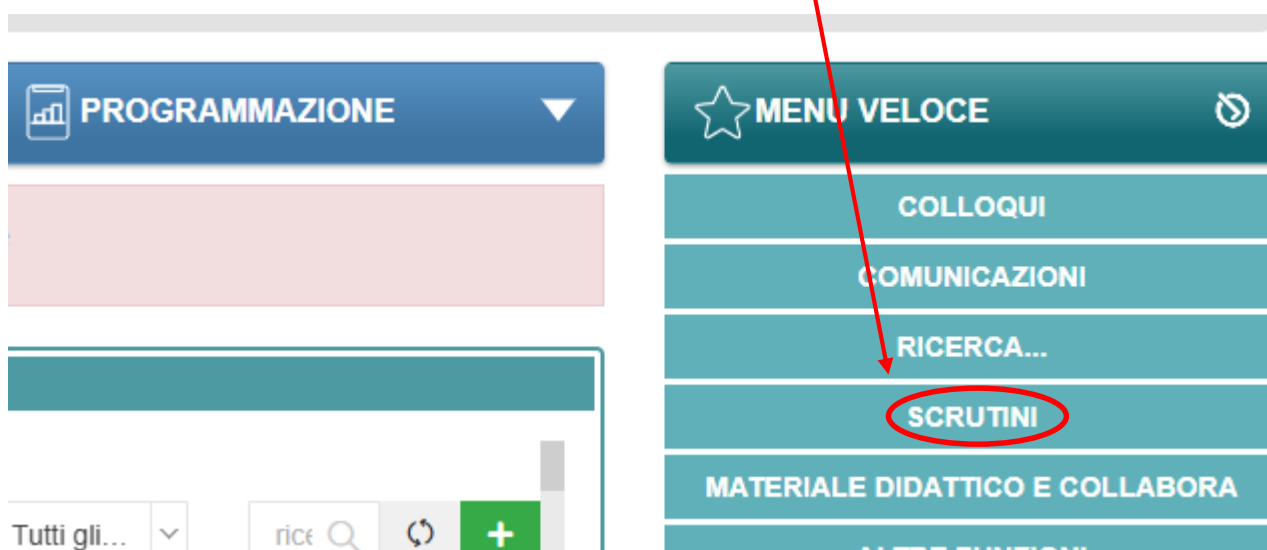 PROGRAMMAZIONE
MENU VELOCE
COLLOQUI
COMUNICAZIONI
RICERCA...
SCRUTINI
MATERIALE DIDATTICO E COLLABORA
Tutti gli...